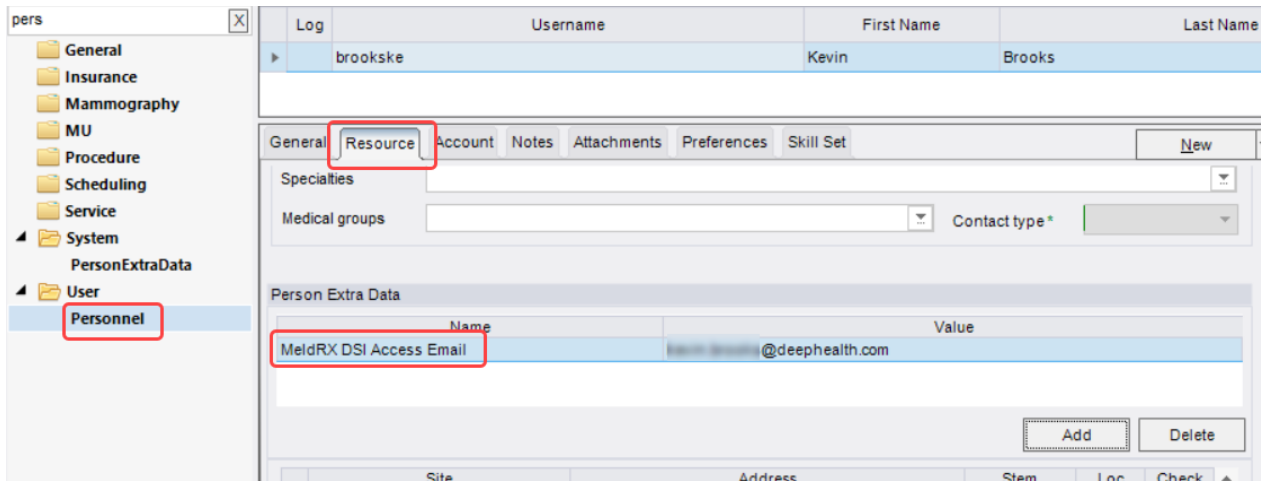 pers X
General
Insurance
Mammography
MU
Procedure
Scheduling
Service
System
PersonExtraData
User
Personnel
Log Username First Name Last Name
brookske Kevin Brooks
General Resource Account Notes Attachments Preferences Skill Set New
Specialties
Medical groups Contact type*
Person Extra Data
Name Value
MeldRX DSI Access Email @deephealth.com
Add Delete
Site Address Stem Loc Check